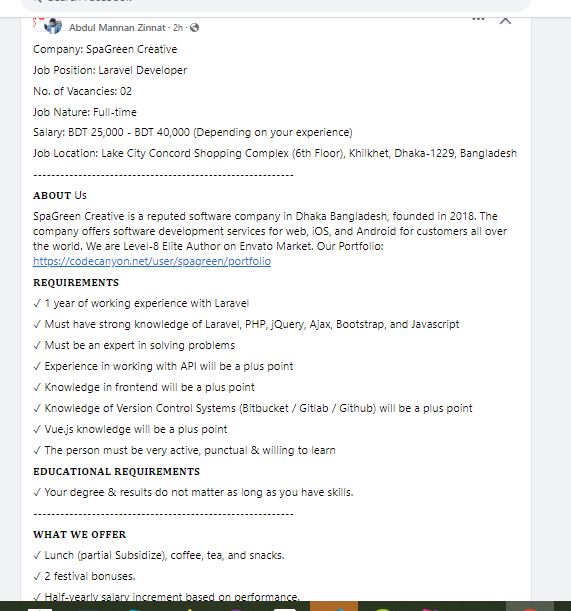 Abdul Mannan Zinnat · 2h ·
Company: SpaGreen Creative
Job Position: Laravel Developer
No. of Vacancies: 02
Job Nature: Full-time
Salary: BDT 25,000 - BDT 40,000 (Depending on your experience)
Job Location: Lake City Concord Shopping Complex (6th Floor), Khilkhet, Dhaka-1229, Bangladesh
----------------------------------------------------------
ABOUT Us
SpaGreen Creative is a reputed software company in Dhaka Bangladesh, founded in 2018. The
company offers software development services for web, iOS, and Android for customers all over
the world. We are Level-8 Elite Author on Envato Market. Our Portfolio:
https://codecanyon.net/user/spagreen/portfolio
REQUIREMENTS
✓ 1 year of working experience with Laravel
✓ Must have strong knowledge of Laravel, PHP, jQuery, Ajax, Bootstrap, and Javascript
✓ Must be an expert in solving problems
✓ Experience in working with API will be a plus point
✓ Knowledge in frontend will be a plus point
✓ Knowledge of Version Control Systems (Bitbucket / Gitlab / Github) will be a plus point
✓ Vue.js knowledge will be a plus point
✓ The person must be very active, punctual & willing to learn
EDUCATIONAL REQUIREMENTS
✓ Your degree & results do not matter as long as you have skills.
----------------------------------------------------------
WHAT WE OFFER
✓ Lunch (partial Subsidize), coffee, tea, and snacks.
✓ 2 festival bonuses.
✓ Half-yearly salary increment based on performance.